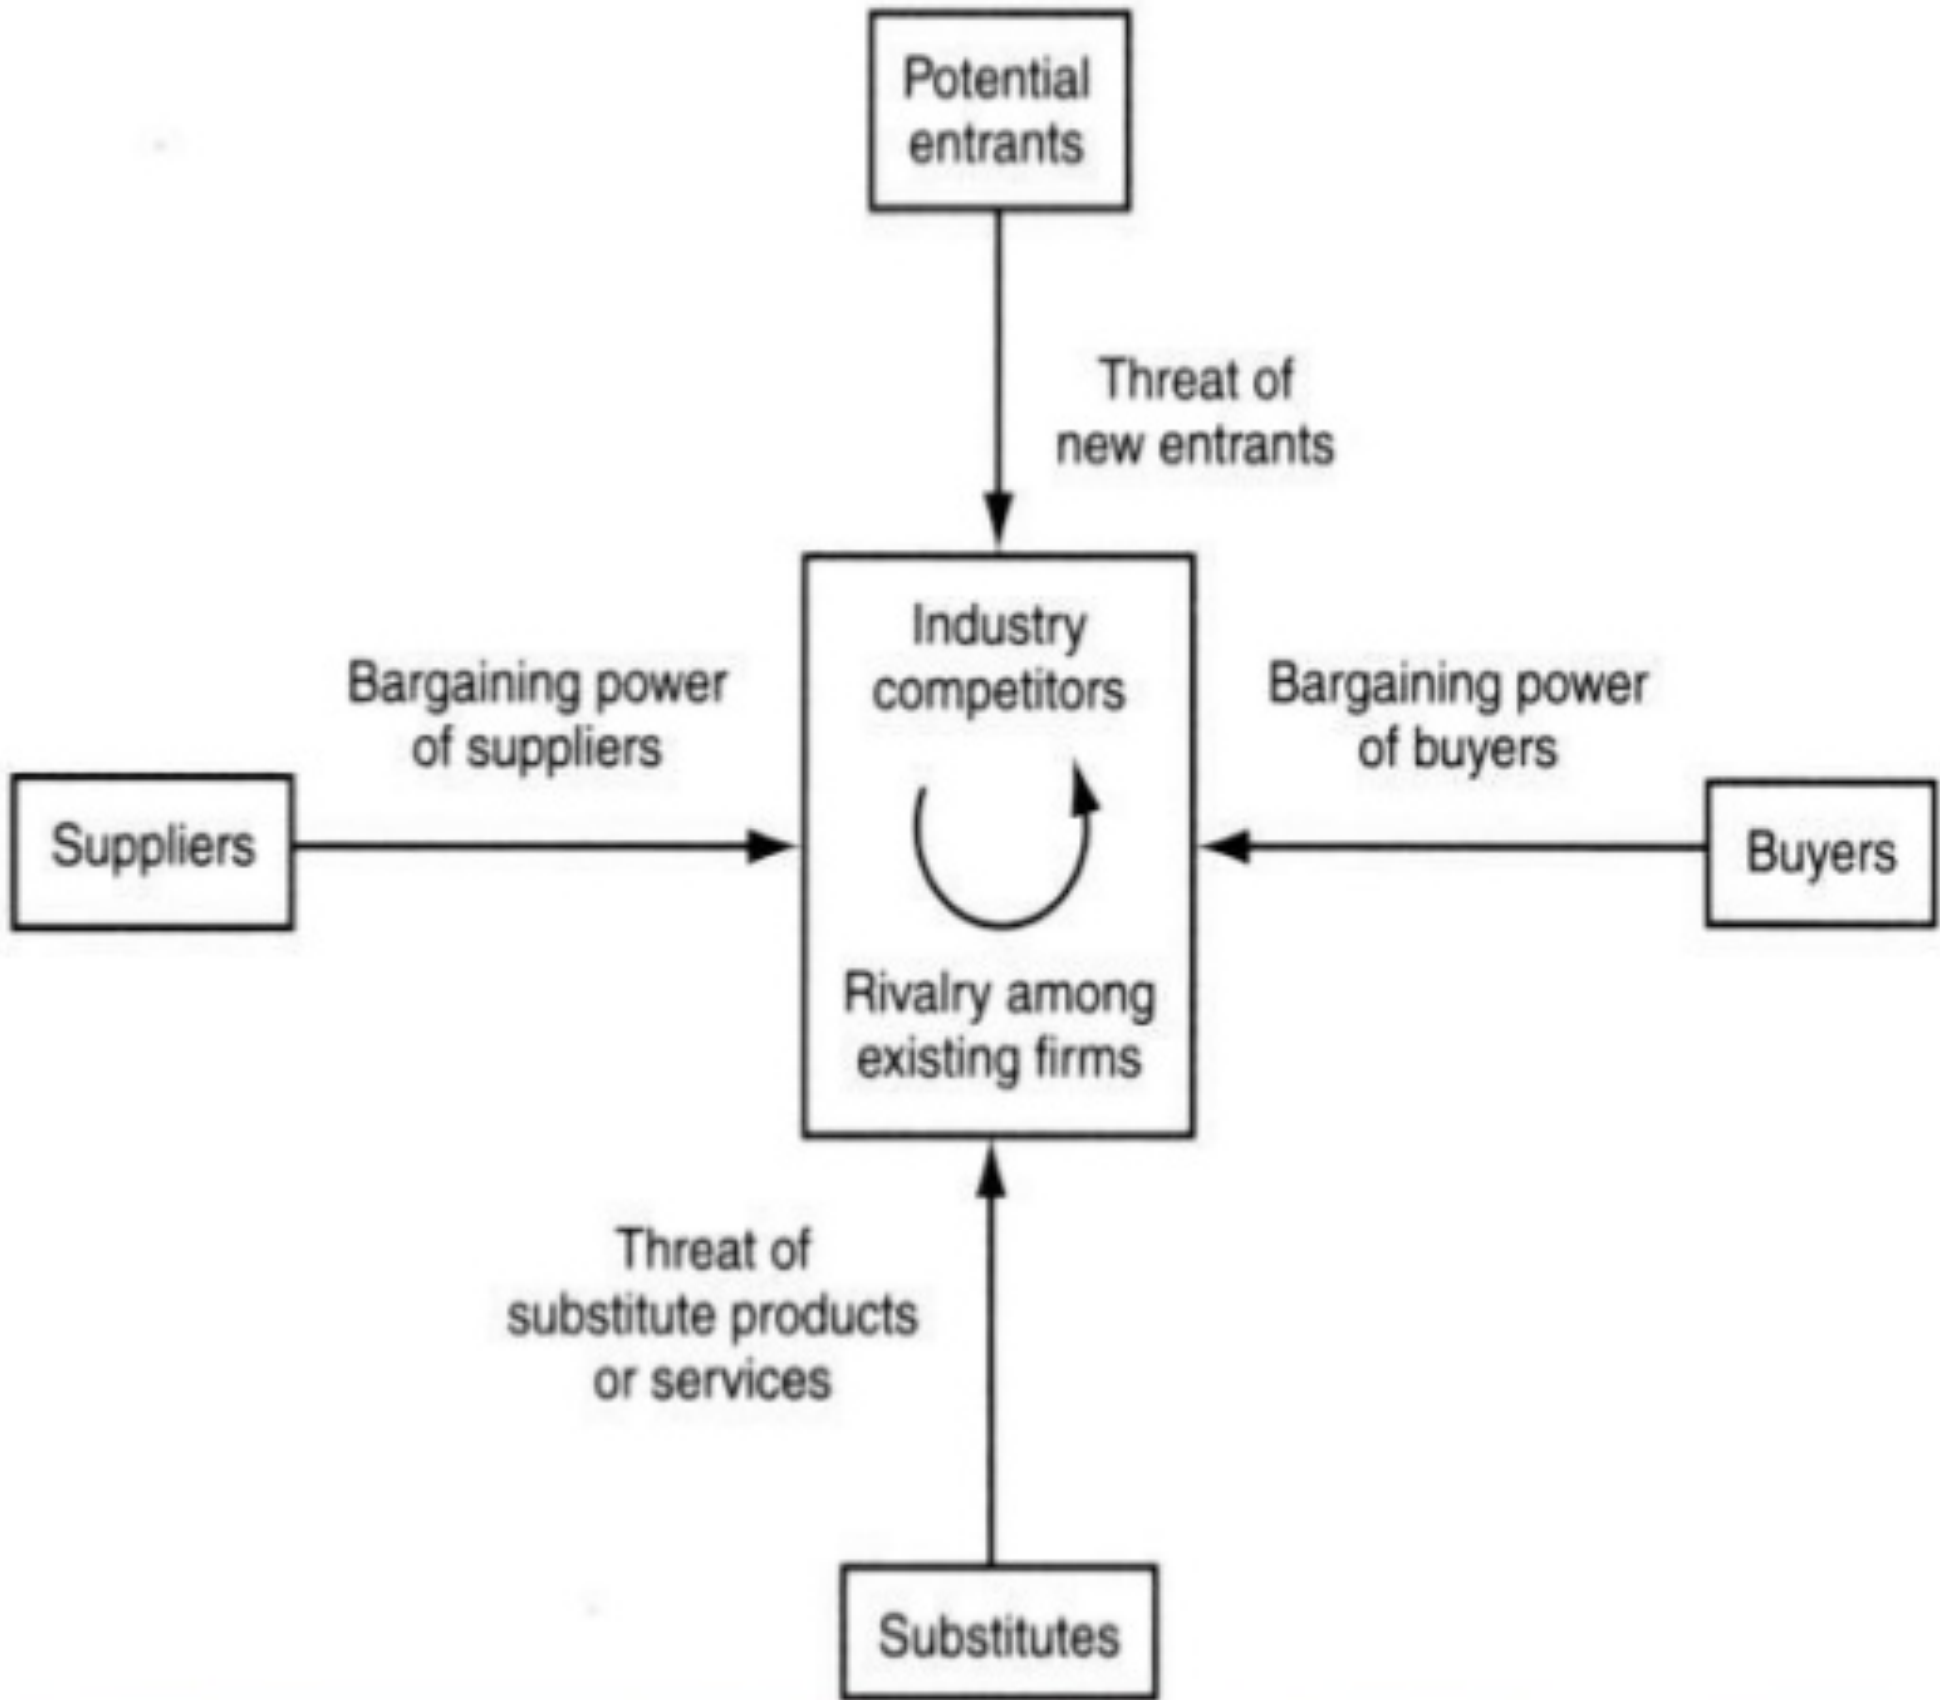 Potential
entrants
Threat of
new entrants
Industry
competitors
Bargaining power
of suppliers
Bargaining power
of buyers
Suppliers
Buyers
Rivalry among
existing firms
Threat of
substitute products
or services
Substitutes